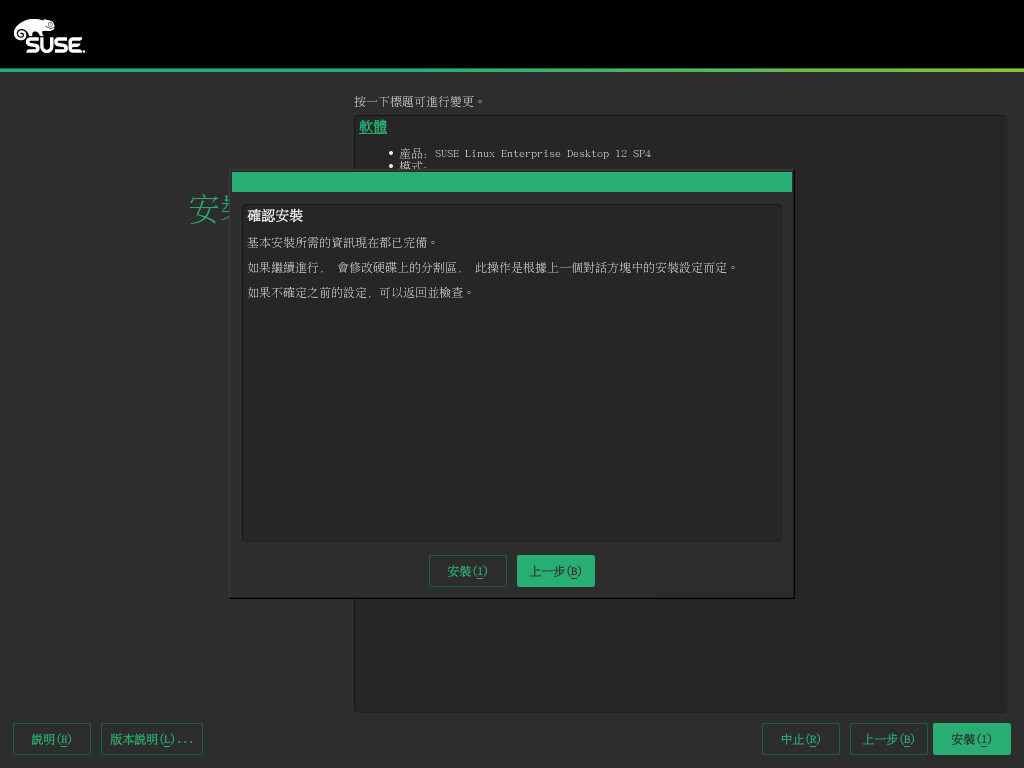 SUSE.
按一下標題可進行變更。
軟體
產品: SUSE Linux Enterprise Desktop 12 SP4
模式:
安裝
確認安裝
基本安裝所需的資訊現在都已完備。
如果繼續進行, 會修改硬碟上的分割區, 此操作是根據上一個對話方塊中的安裝設定而定。
如果不確定之前的設定, 可以返回並檢查。
安裝(I) 上一步(B)
說明(H) 版本說明(L)... 中止(R) 上一步(B) 安裝(I)